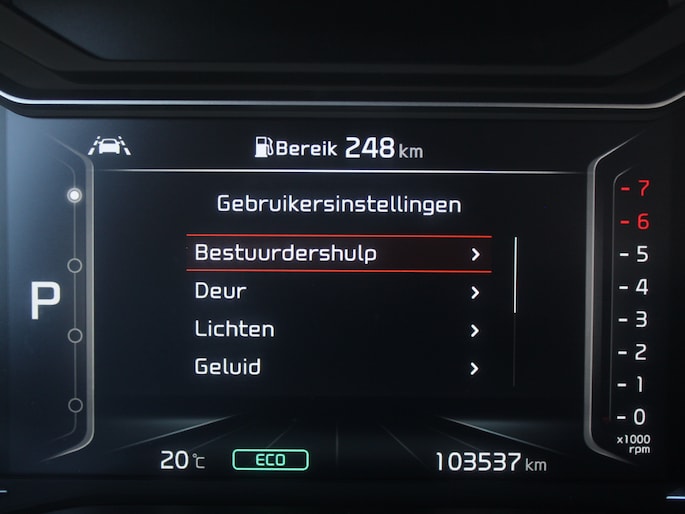 Bereik 248 km
Gebruikersinstellingen
Bestuurdershulp
Deur
Lichten
Geluid
P
- 7
- 6
- 5
- 4
- 3
- 2
- 1
- 0
x1000
rpm
20°C ECO 103537 km